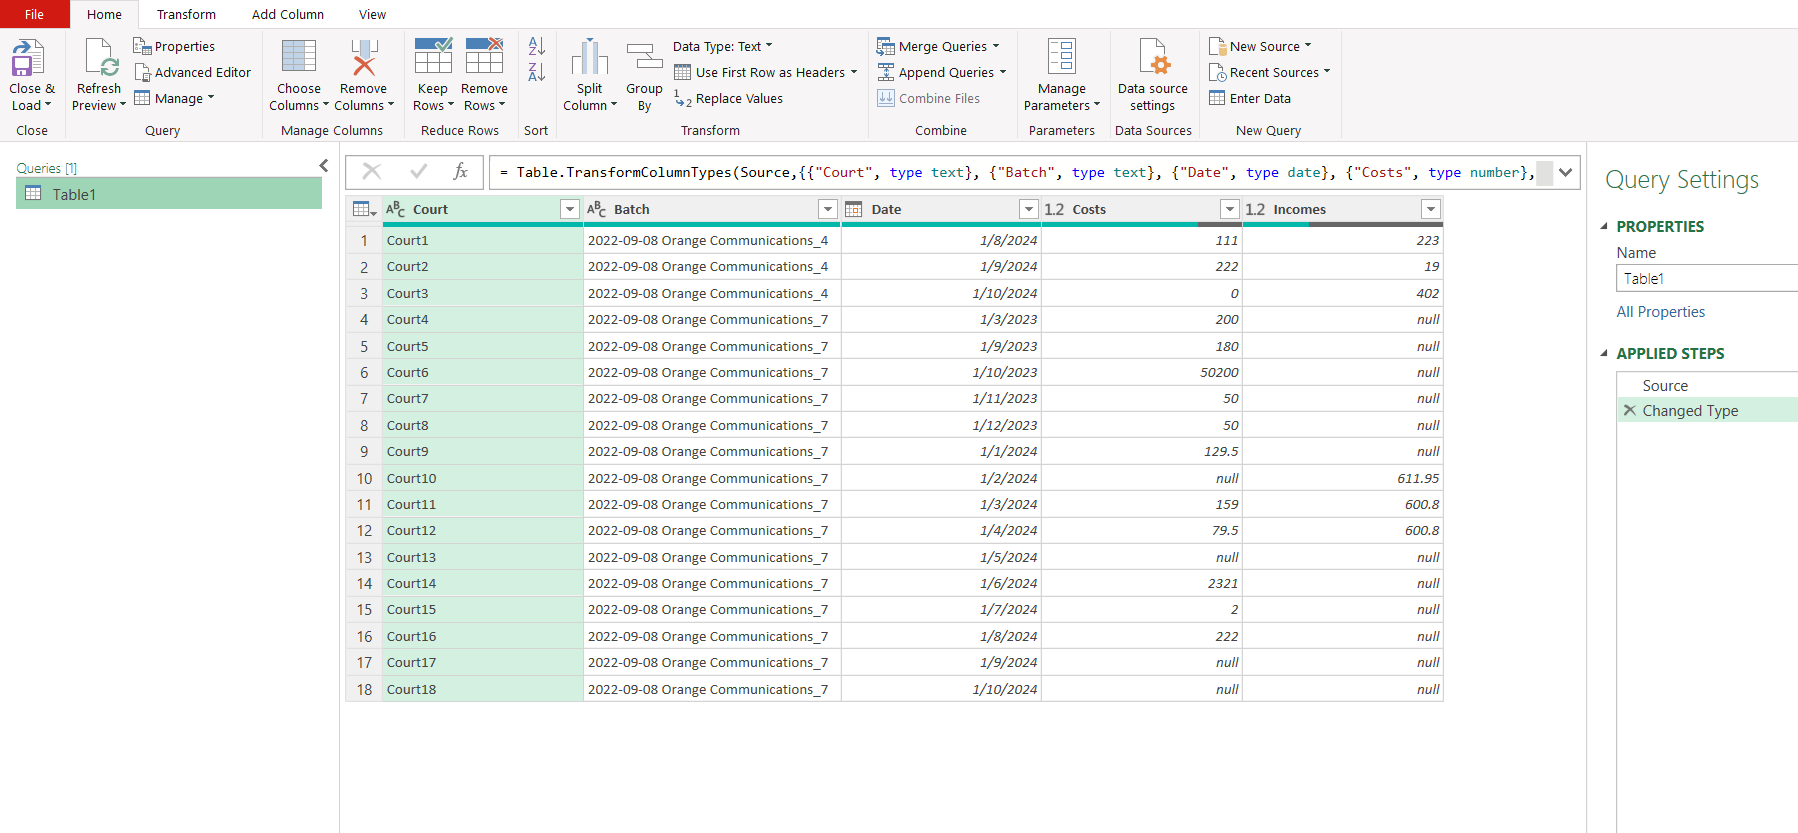 File Home Transform Add Column View
Close & Load
Close
Refresh Preview
Properties
Advanced Editor
Manage
Query
Choose Columns
Remove Columns
Manage Columns
Keep Rows
Remove Rows
Reduce Rows
A Z
Z A
Sort
Split Column
Group By
Data Type: Text
Use First Row as Headers
1 2 Replace Values
Transform
Merge Queries
Append Queries
Combine Files
Combine
Manage Parameters
Parameters
Data source settings
Data Sources
New Source
Recent Sources
Enter Data
New Query
Queries [1]
Table1
fx
= Table.TransformColumnTypes(Source,{{"Court", type text}, {"Batch", type text}, {"Date", type date}, {"Costs", type number},
ABC Court ABC Batch Date 1.2 Costs 1.2 Incomes
1 Court1 2022-09-08 Orange Communications_4 1/8/2024 111 223
2 Court2 2022-09-08 Orange Communications_4 1/9/2024 222 19
3 Court3 2022-09-08 Orange Communications_4 1/10/2024 0 402
4 Court4 2022-09-08 Orange Communications_7 1/3/2023 200 null
5 Court5 2022-09-08 Orange Communications_7 1/9/2023 180 null
6 Court6 2022-09-08 Orange Communications_7 1/10/2023 50200 null
7 Court7 2022-09-08 Orange Communications_7 1/11/2023 50 null
8 Court8 2022-09-08 Orange Communications_7 1/12/2023 50 null
9 Court9 2022-09-08 Orange Communications_7 1/1/2024 129.5 null
10 Court10 2022-09-08 Orange Communications_7 1/2/2024 null 611.95
11 Court11 2022-09-08 Orange Communications_7 1/3/2024 159 600.8
12 Court12 2022-09-08 Orange Communications_7 1/4/2024 79.5 600.8
13 Court13 2022-09-08 Orange Communications_7 1/5/2024 null null
14 Court14 2022-09-08 Orange Communications_7 1/6/2024 2321 null
15 Court15 2022-09-08 Orange Communications_7 1/7/2024 2 null
16 Court16 2022-09-08 Orange Communications_7 1/8/2024 222 null
17 Court17 2022-09-08 Orange Communications_7 1/9/2024 null null
18 Court18 2022-09-08 Orange Communications_7 1/10/2024 null null
Query Settings
PROPERTIES
Name
Table1
All Properties
APPLIED STEPS
Source
Changed Type